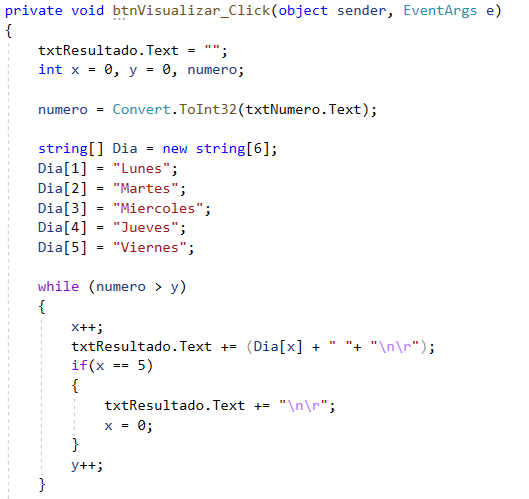 private void btnVisualizar_Click(object sender, EventArgs e)
{
txtResultado.Text = "";
int x = 0, y = 0, numero;
numero = Convert.ToInt32(txtNumero.Text);
string[] Dia = new string[6];
Dia[1] = "Lunes";
Dia[2] = "Martes";
Dia[3] = "Miercoles";
Dia[4] = "Jueves";
Dia[5] = "Viernes";
while (numero > y)
{
x++;
txtResultado.Text += (Dia[x] + " "+ "\n\r");
if(x == 5)
{
txtResultado.Text += "\n\r";
x = 0;
}
y++;
}